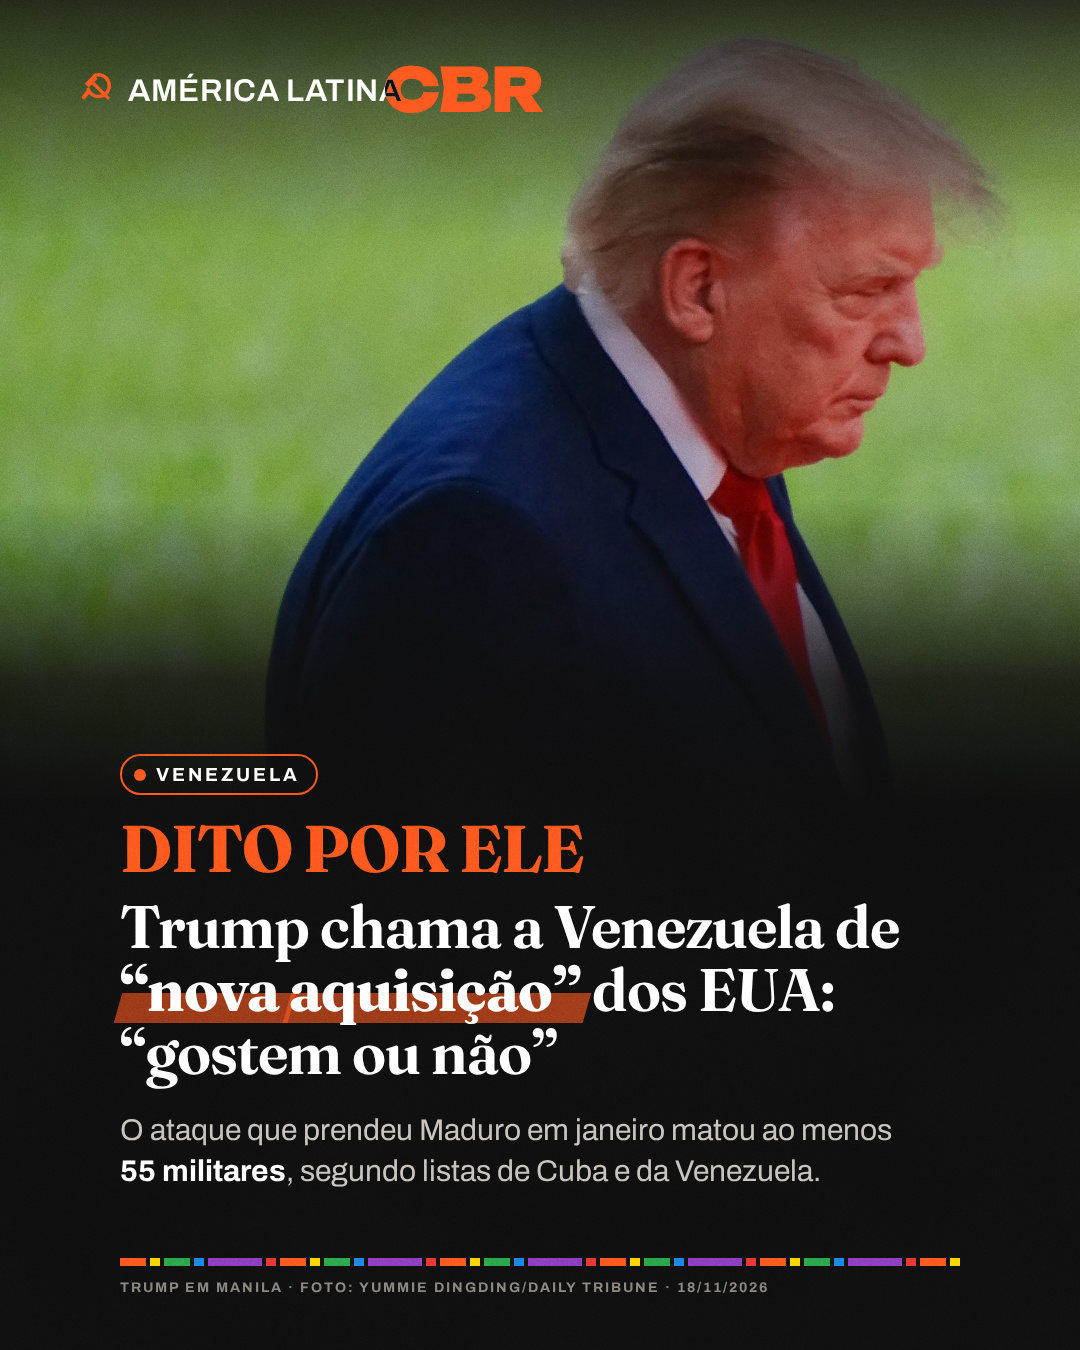 AMÉRICA LATINA CBR
VENEZUELA
DITO POR ELE
Trump chama a Venezuela de
“nova aquisição” dos EUA:
“gostem ou não”
O ataque que prendeu Maduro em janeiro matou ao menos
55 militares, segundo listas de Cuba e da Venezuela.
TRUMP EM MANILA · FOTO: YUMMIE DINGDING/DAILY TRIBUNE · 18/11/2026